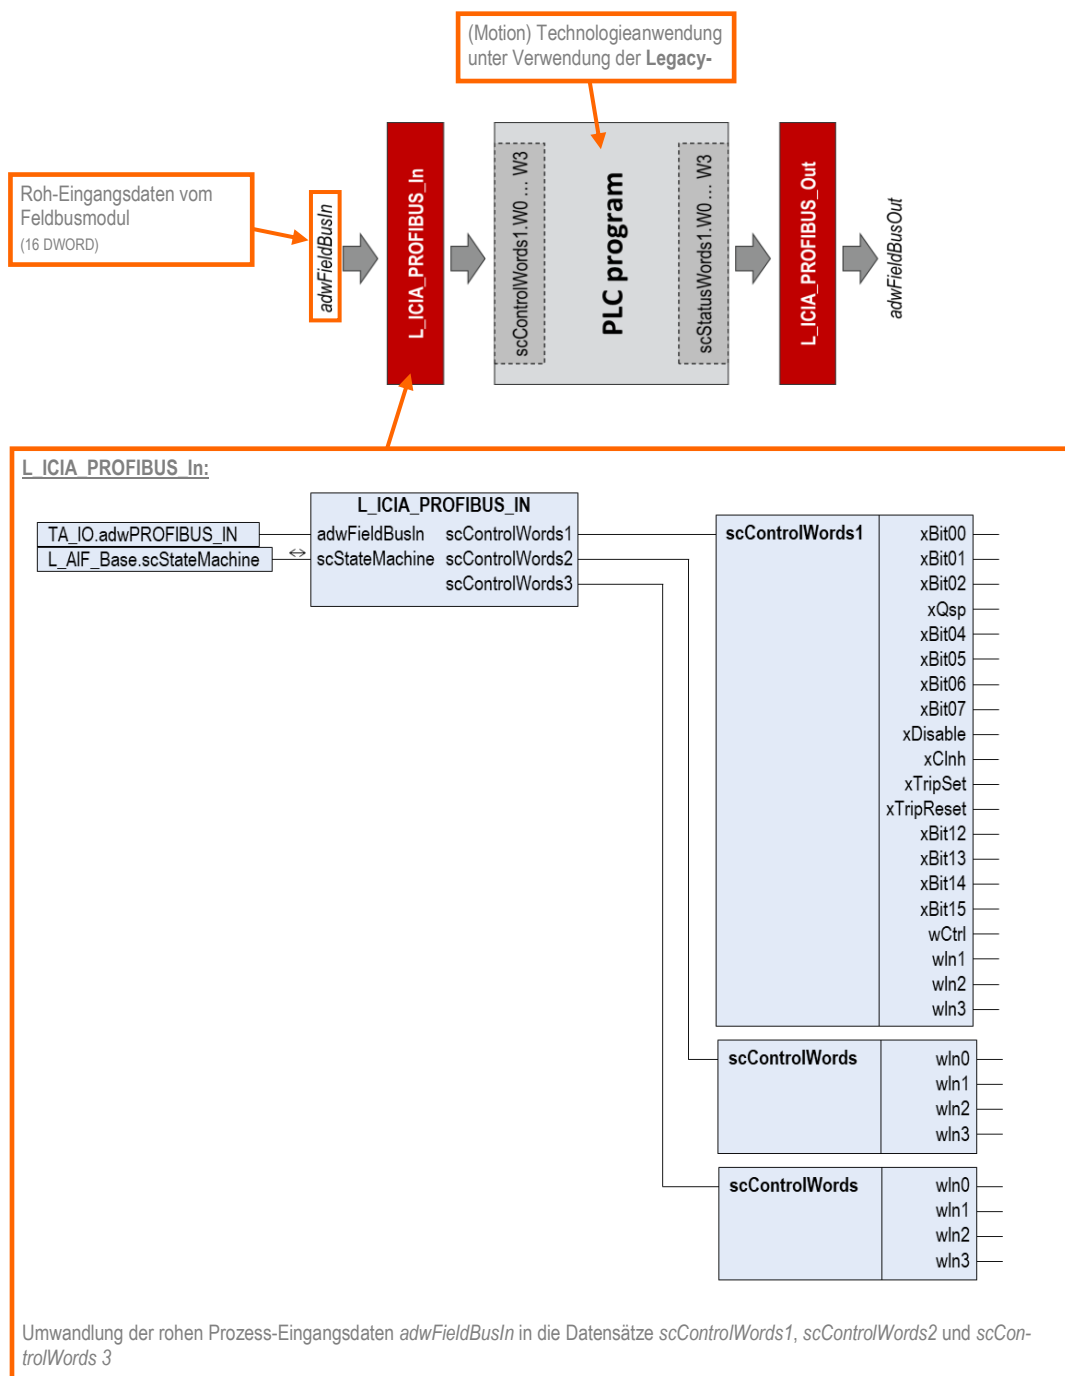 (Motion) Technologieanwendung
unter Verwendung der Legacy-
Roh-Eingangsdaten vom
Feldbusmodul
(16 DWORD)
adwFieldBusIn
L_ICIA_PROFIBUS_In
scControlWords1.W0 ... W3
PLC program
scStatusWords1.W0 ... W3
L_ICIA_PROFIBUS_Out
adwFieldBusOut
L_ICIA_PROFIBUS_In:
L_ICIA_PROFIBUS_IN
TA_IO.adwPROFIBUS_IN
L_AIF_Base.scStateMachine
adwFieldBusIn scControlWords1
scStateMachine scControlWords2
scControlWords3
scControlWords1
xBit00
xBit01
xBit02
xQsp
xBit04
xBit05
xBit06
xBit07
xDisable
xCInh
xTripSet
xTripReset
xBit12
xBit13
xBit14
xBit15
wCtrl
wIn1
wIn2
wIn3
scControlWords
wIn0
wIn1
wIn2
wIn3
scControlWords
wIn0
wIn1
wIn2
wIn3
Umwandlung der rohen Prozess-Eingangsdaten adwFieldBusIn in die Datensätze scControlWords1, scControlWords2 und scCon-
trolWords 3